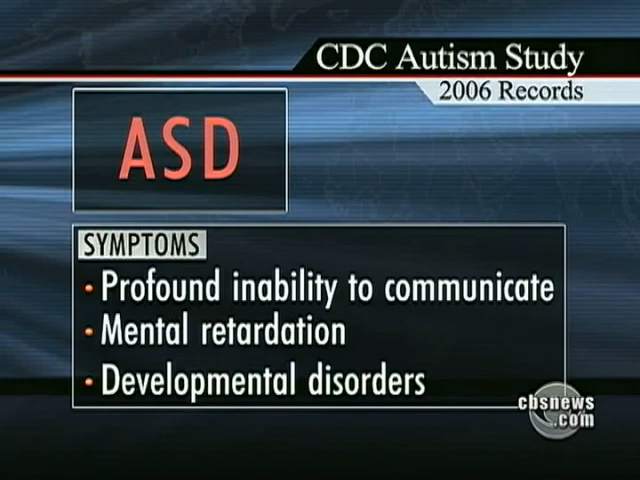 CDC Autism Study
2006 Records
ASD
SYMPTOMS
- Profound inability to communicate
- Mental retardation
- Developmental disorders
cbsnews
.com